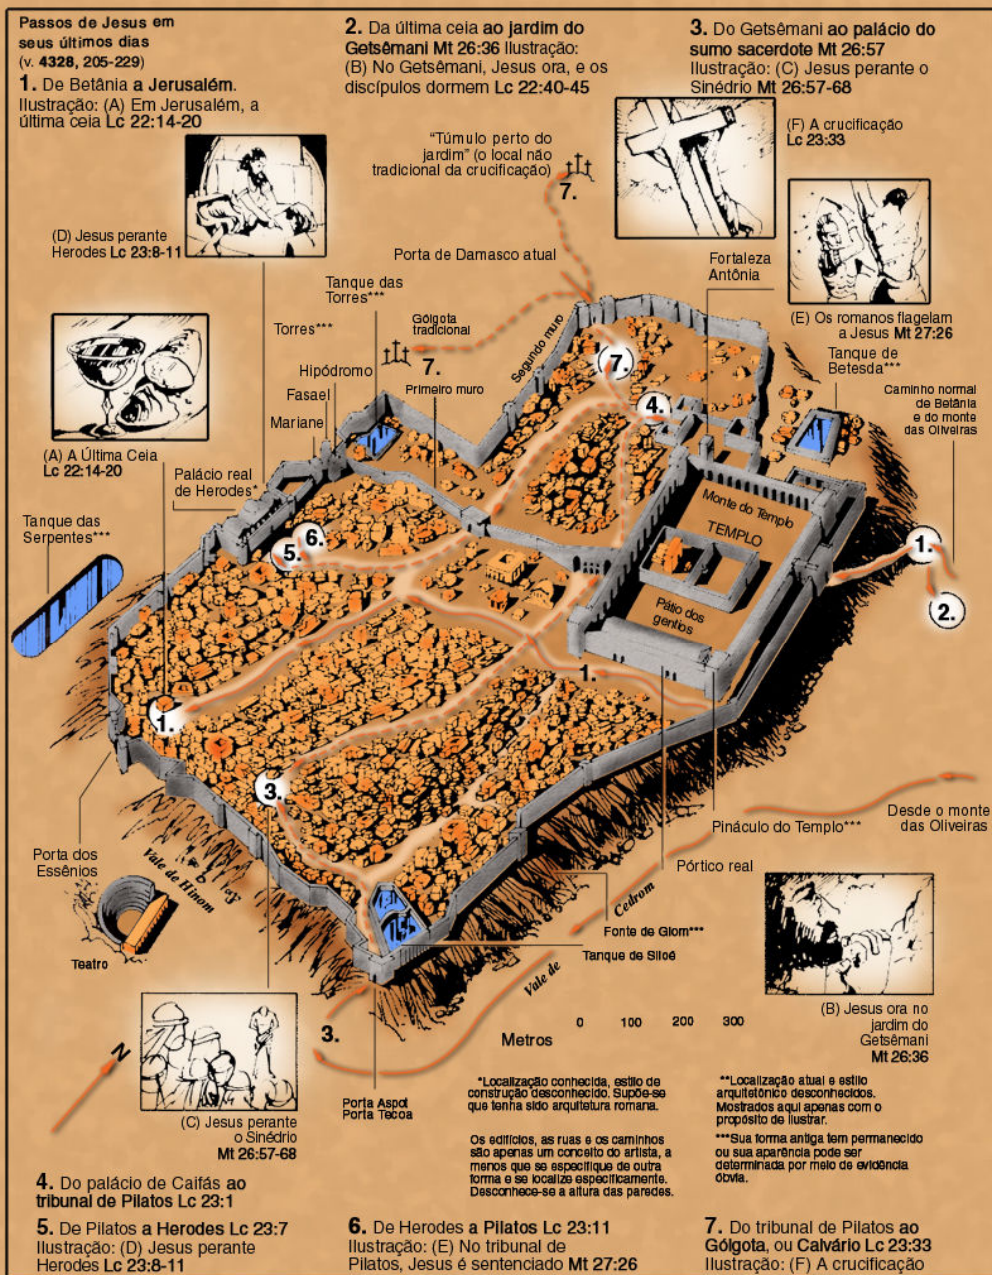 Passos de Jesus em
seus últimos dias
(v. 4328, 205-229)
1. De Betânia a Jerusalém.
Ilustração: (A) Em Jerusalém, a
última ceia Lc 22:14-20
2. Da última ceia ao jardim do
Getsêmani Mt 26:36 Ilustração:
(B) No Getsêmani, Jesus ora, e os
discípulos dormem Lc 22:40-45
3. Do Getsêmani ao palácio do
sumo sacerdote Mt 26:57
Ilustração: (C) Jesus perante o
Sinédrio Mt 26:57-68
"Túmulo perto do
jardim" (o local não
tradicional da crucificação)
7.
(F) A crucificação
Lc 23:33
(D) Jesus perante
Herodes Lc 23:8-11
Porta de Damasco atual
Fortaleza
Antônia
(E) Os romanos flagelam
a Jesus Mt 27:26
Tanque das
Torres***
Torres***
Gólgota
tradicional
7.
Segundo muro
7.
4.
Tanque de
Betesda***
Caminho normal
de Betânia
e do monte
das Oliveiras
Hipódromo
Fasael
Mariane
Primeiro muro
(A) A Última Ceia
Lc 22:14-20
Palácio real
de Herodes*
Tanque das
Serpentes***
Monte do Templo
TEMPLO
Pátio dos
gentios
6.
5.
1.
2.
1.
1.
3.
Porta dos
Essênios
Vale de Hinom
Teatro
Pináculo do Templo***
Desde o monte
das Oliveiras
Pórtico real
Cedrom
Vale de
Fonte de Giom***
Tanque de Siloé
3.
N
0 100 200 300
Metros
(B) Jesus ora no
jardim do
Getsêmani
Mt 26:36
Porta Aspot
Porta Tecoa
(C) Jesus perante
o Sinédrio
Mt 26:57-68
*Localização conhecida, estilo de
construção desconhecido. Supõe-se
que tenha sido arquitetura romana.
Os edifícios, as ruas e os caminhos
são apenas um conceito do artista, a
menos que se especifique de outra
forma e se localize especificamente.
Desconhece-se a altura das paredes.
**Localização atual e estilo
arquitetônico desconhecidos.
Mostrados aqui apenas com o
propósito de ilustrar.
***Sua forma antiga tem permanecido
ou sua aparência pode ser
determinada por meio de evidência
óbvia.
4. Do palácio de Caifás ao
tribunal de Pilatos Lc 23:1
5. De Pilatos a Herodes Lc 23:7
Ilustração: (D) Jesus perante
Herodes Lc 23:8-11
6. De Herodes a Pilatos Lc 23:11
Ilustração: (E) No tribunal de
Pilatos, Jesus é sentenciado Mt 27:26
7. Do tribunal de Pilatos ao
Gólgota, ou Calvário Lc 23:33
Ilustração: (F) A crucificação